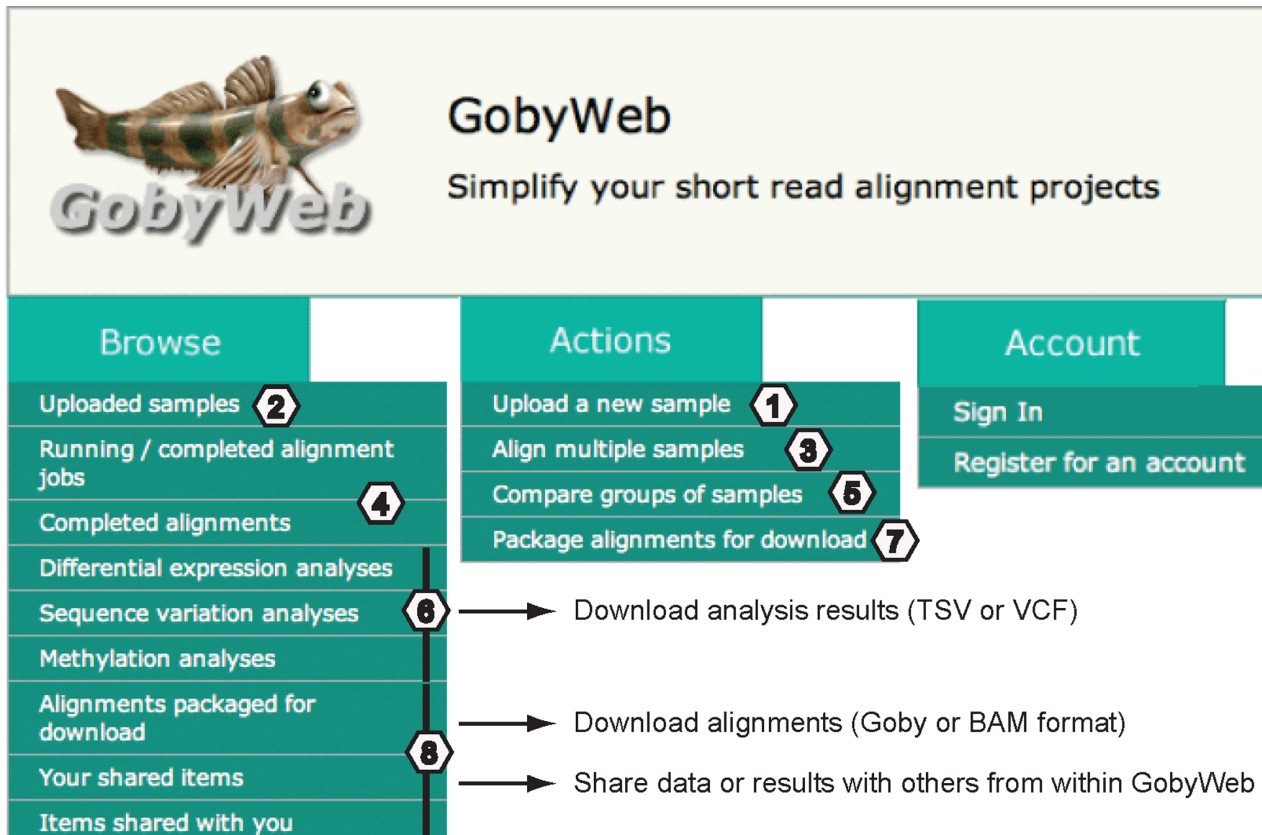 GobyWeb
GobyWeb
Simplify your short read alignment projects
Browse
Uploaded samples 2
Running / completed alignment
jobs
4
Completed alignments
Differential expression analyses
Sequence variation analyses 6
Methylation analyses
Alignments packaged for
download
8
Your shared items
Items shared with you
Actions
Upload a new sample 1
Align multiple samples 3
Compare groups of samples 5
Package alignments for download 7
Account
Sign In
Register for an account
Download analysis results (TSV or VCF)
Download alignments (Goby or BAM format)
Share data or results with others from within GobyWeb